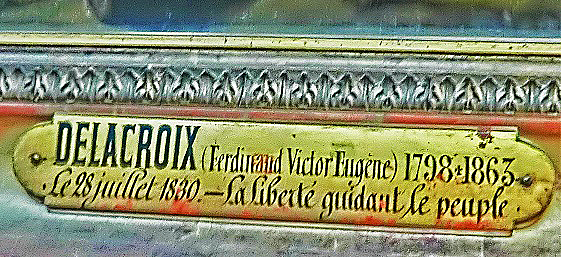 DELACROIX (Ferdinand Victor Eugène) 1798-1863
Le 28 juillet 1830.—La liberté guidant le peuple.